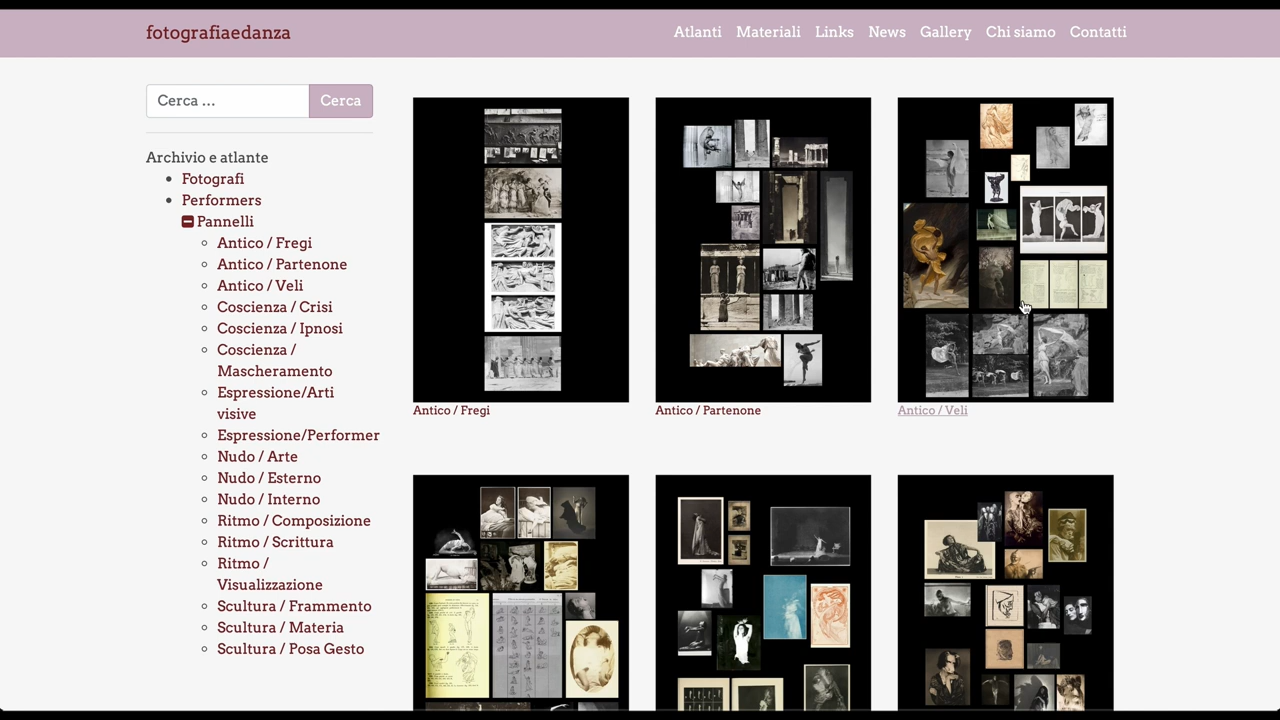 fotografiaedanza
Atlanti Materiali Links News Gallery Chi siamo Contatti
Cerca ...
Cerca
Archivio e atlante
Fotografi
Performers
Pannelli
Antico / Fregi
Antico / Partenone
Antico / Veli
Coscienza / Crisi
Coscienza / Ipnosi
Coscienza /
Mascheramento
Espressione/Arti
visive
Espressione/Performer
Nudo / Arte
Nudo / Esterno
Nudo / Interno
Ritmo / Composizione
Ritmo / Scrittura
Ritmo /
Visualizzazione
Scultura / Frammento
Scultura / Materia
Scultura / Posa Gesto
Antico / Fregi
Antico / Partenone
Antico / Veli